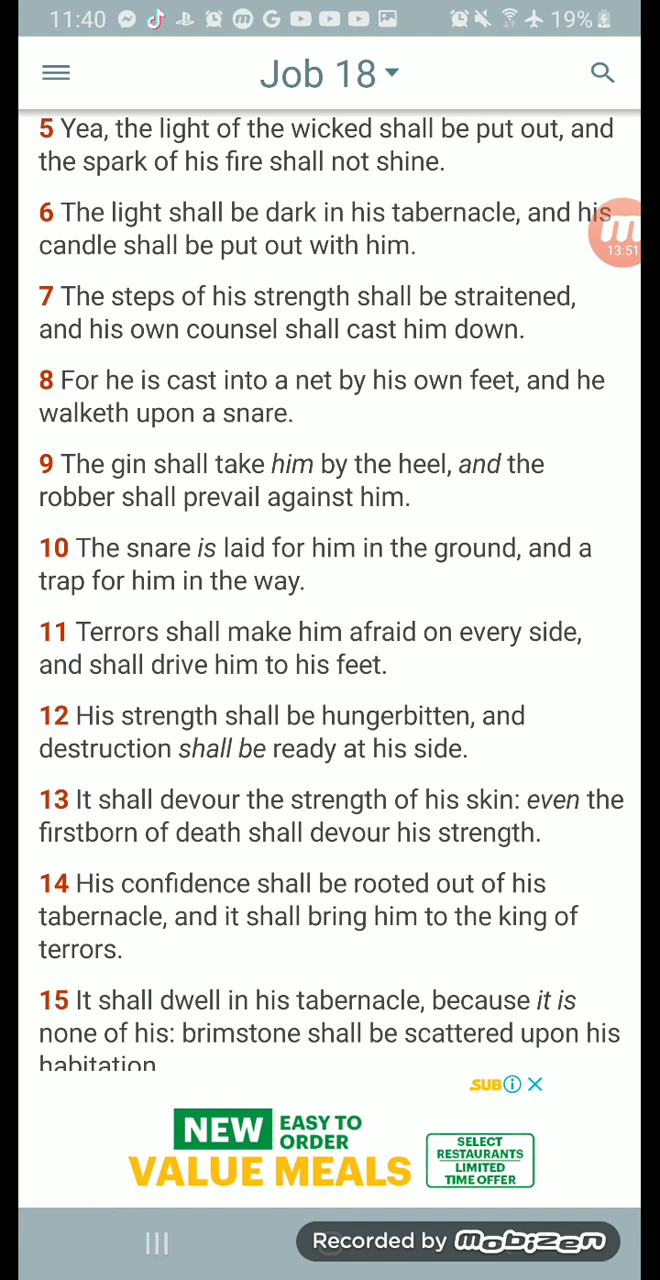 11:40
19%
Job 18
5 Yea, the light of the wicked shall be put out, and
the spark of his fire shall not shine.
6 The light shall be dark in his tabernacle, and his
candle shall be put out with him.
m
13:51
7 The steps of his strength shall be straitened,
and his own counsel shall cast him down.
8 For he is cast into a net by his own feet, and he
walketh upon a snare.
9 The gin shall take him by the heel, and the
robber shall prevail against him.
10 The snare is laid for him in the ground, and a
trap for him in the way.
11 Terrors shall make him afraid on every side,
and shall drive him to his feet.
12 His strength shall be hungerbitten, and
destruction shall be ready at his side.
13 It shall devour the strength of his skin: even the
firstborn of death shall devour his strength.
14 His confidence shall be rooted out of his
tabernacle, and it shall bring him to the king of
terrors.
15 It shall dwell in his tabernacle, because it is
none of his: brimstone shall be scattered upon his
habitation
SUB
NEW EASY TO
ORDER
VALUE MEALS
SELECT
RESTAURANTS
LIMITED
TIME OFFER
Recorded by mobizen